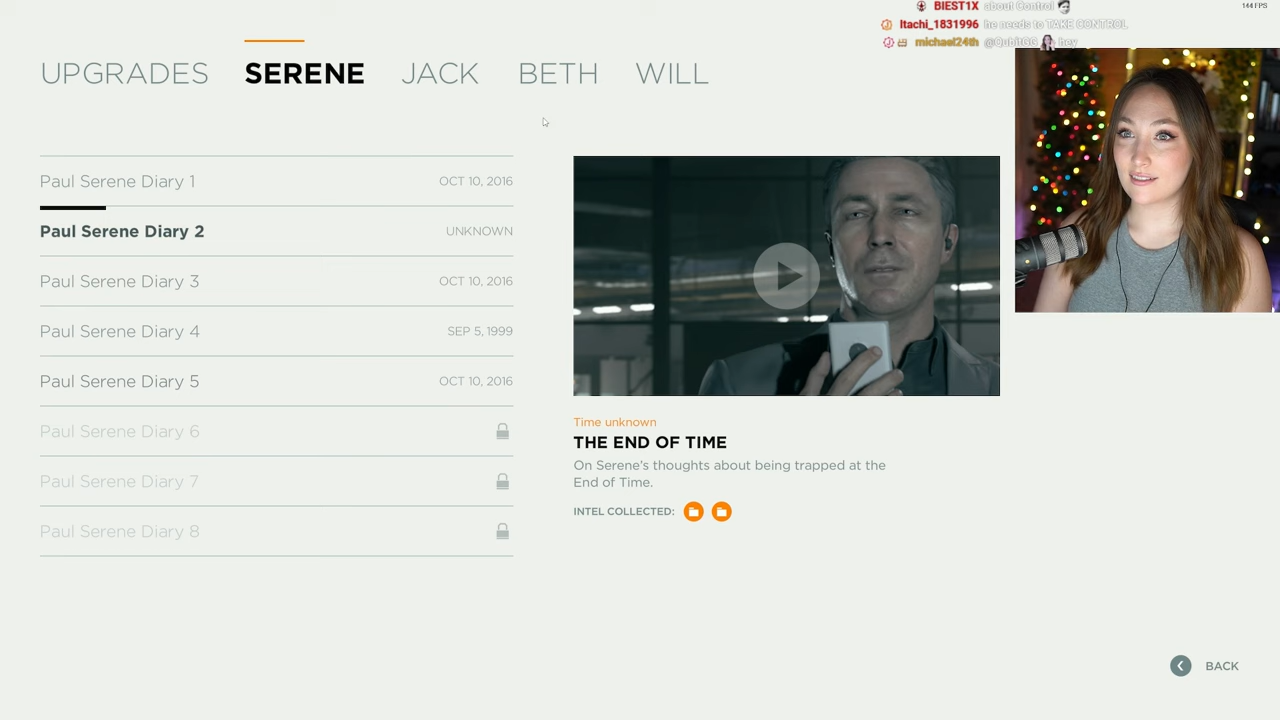 BIEST1X about Control
Itachi_1831996 he needs to TAKE CONTROL
michael24th @QubitGG hey
144 FPS
UPGRADES SERENE JACK BETH WILL
Paul Serene Diary 1 OCT 10, 2016
Paul Serene Diary 2 UNKNOWN
Paul Serene Diary 3 OCT 10, 2016
Paul Serene Diary 4 SEP 5, 1999
Paul Serene Diary 5 OCT 10, 2016
Paul Serene Diary 6
Paul Serene Diary 7
Paul Serene Diary 8
Time unknown
THE END OF TIME
On Serene's thoughts about being trapped at the
End of Time.
INTEL COLLECTED:
BACK